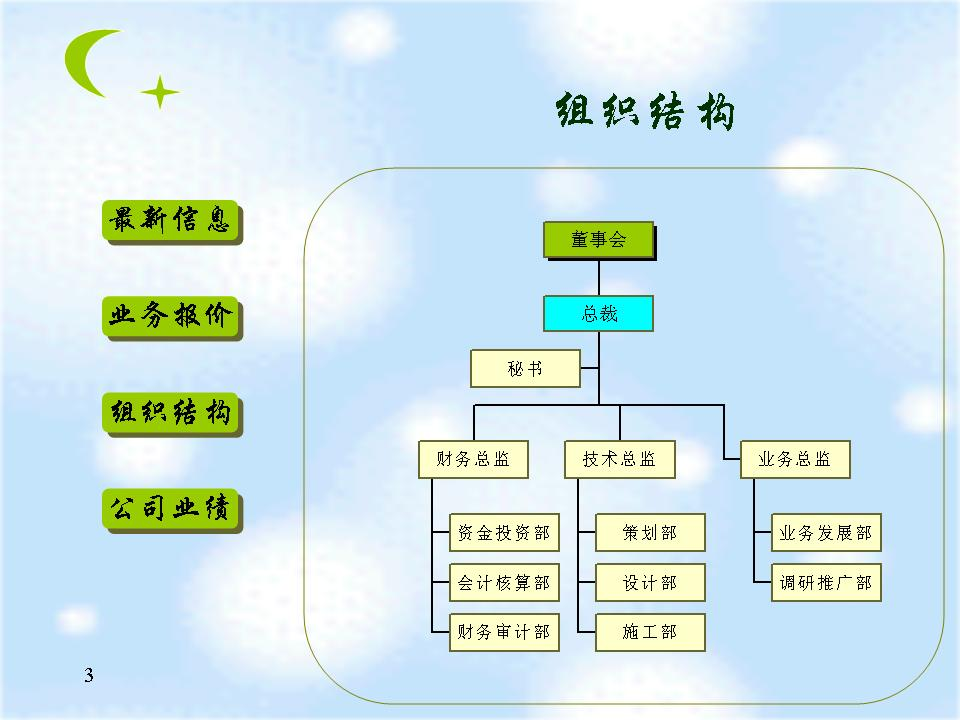 组织结构
最新信息
业务报价
组织结构
公司业绩
董事会
总裁
秘书
财务总监
技术总监
业务总监
资金投资部
策划部
业务发展部
会计核算部
设计部
调研推广部
财务审计部
施工部
3